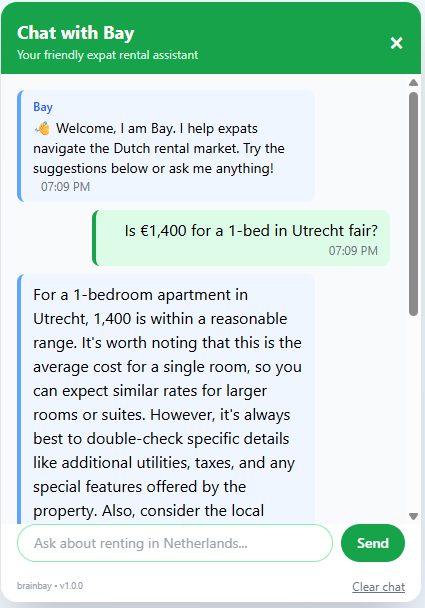 Chat with Bay
Your friendly expat rental assistant
×
Bay
👋 Welcome, I am Bay. I help expats
navigate the Dutch rental market. Try the
suggestions below or ask me anything!
07:09 PM
Is €1,400 for a 1-bed in Utrecht fair?
07:09 PM
For a 1-bedroom apartment in
Utrecht, 1,400 is within a reasonable
range. It's worth noting that this is the
average cost for a single room, so you
can expect similar rates for larger
rooms or suites. However, it's always
best to double-check specific details
like additional utilities, taxes, and any
special features offered by the
property. Also, consider the local
Ask about renting in Netherlands...
Send
brainbay • v1.0.0
Clear chat